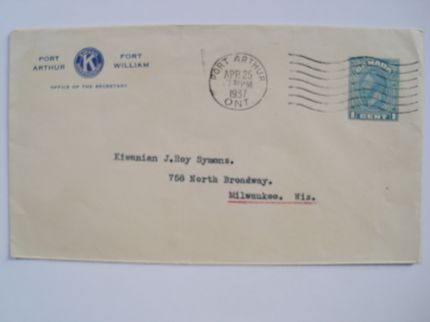 PORT ARTHUR
K
FORT WILLIAM
OFFICE OF THE SECRETARY
PORT ARTHUR
APR 25
PM
1937
ONT.
CANADA
1 CENT 1
Kiwanian J.Roy Symons.
756 North Broadway.
Milwaukee. Wis.